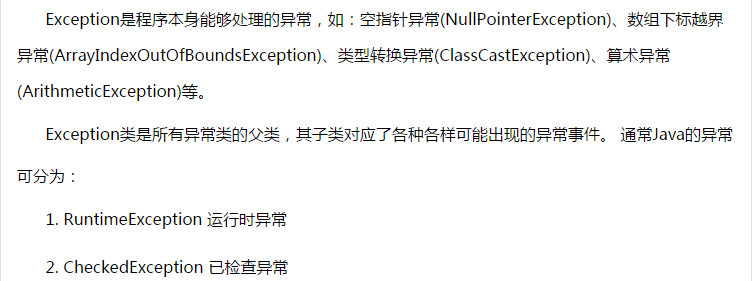 Exception是程序本身能够处理的异常，如：空指针异常(NullPointerException)、数组下标越界
异常(ArrayIndexOutOfBoundsException)、类型转换异常(ClassCastException)、算术异常
(ArithmeticException)等。
Exception类是所有异常类的父类，其子类对应了各种各样可能出现的异常事件。 通常Java的异常
可分为：
1. RuntimeException 运行时异常
2. CheckedException 已检查异常